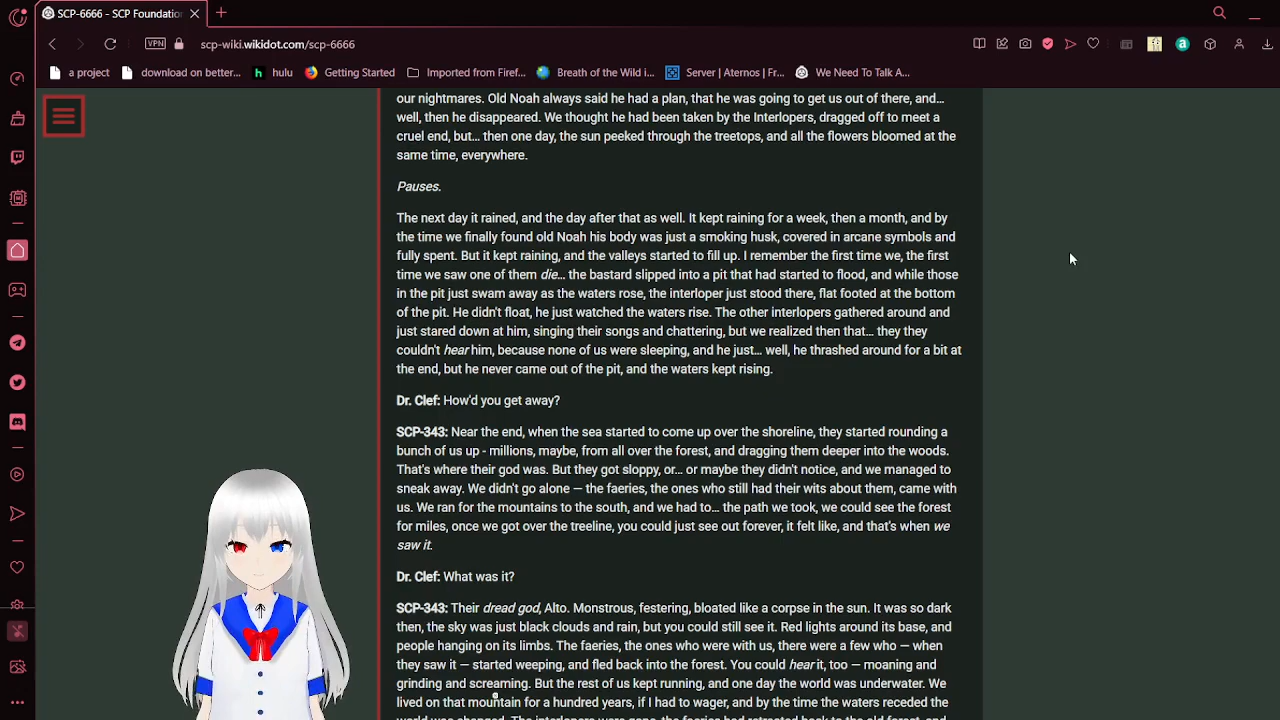 SCP-6666 - SCP Foundation
VPN
scp-wiki.wikidot.com/scp-6666
a project
download on better...
hulu
Getting Started
Imported from Firef...
Breath of the Wild i...
Server | Aternos | Fr...
We Need To Talk A...
our nightmares. Old Noah always said he had a plan, that he was going to get us out of there, and…
well, then he disappeared. We thought he had been taken by the Interlopers, dragged off to meet a
cruel end, but… then one day, the sun peeked through the treetops, and all the flowers bloomed at the
same time, everywhere.
Pauses.
The next day it rained, and the day after that as well. It kept raining for a week, then a month, and by
the time we finally found old Noah his body was just a smoking husk, covered in arcane symbols and
fully spent. But it kept raining, and the valleys started to fill up. I remember the first time we, the first
time we saw one of them die… the bastard slipped into a pit that had started to flood, and while those
in the pit just swam away as the waters rose, the interloper just stood there, flat footed at the bottom
of the pit. He didn't float, he just watched the waters rise. The other interlopers gathered around and
just stared down at him, singing their songs and chattering, but we realized then that… they they
couldn't hear him, because none of us were sleeping, and he just… well, he thrashed around for a bit at
the end, but he never came out of the pit, and the waters kept rising.
Dr. Clef: How'd you get away?
SCP-343: Near the end, when the sea started to come up over the shoreline, they started rounding a
bunch of us up - millions, maybe, from all over the forest, and dragging them deeper into the woods.
That's where their god was. But they got sloppy, or… or maybe they didn't notice, and we managed to
sneak away. We didn't go alone — the faeries, the ones who still had their wits about them, came with
us. We ran for the mountains to the south, and we had to… the path we took, we could see the forest
for miles, once we got over the treeline, you could just see out forever, it felt like, and that's when we
saw it.
Dr. Clef: What was it?
SCP-343: Their dread god, Alto. Monstrous, festering, bloated like a corpse in the sun. It was so dark
then, the sky was just black clouds and rain, but you could still see it. Red lights around its base, and
people hanging on its limbs. The faeries, the ones who were with us, there were a few who — when
they saw it — started weeping, and fled back into the forest. You could hear it, too — moaning and
grinding and screaming. But the rest of us kept running, and one day the world was underwater. We
lived on that mountain for a hundred years, if I had to wager, and by the time the waters receded the
world was changed. The interlopers were gone, the faeries had retreated back to the old forest, and